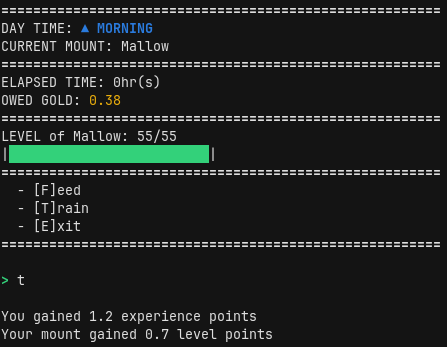 =======================================================
DAY TIME: ▲ MORNING
CURRENT MOUNT: Mallow
=======================================================
ELAPSED TIME: 0hr(s)
OWED GOLD: 0.38
=======================================================
LEVEL of Mallow: 55/55
|█████████████████████████|
=======================================================
  - [F]eed
  - [T]rain
  - [E]xit
=======================================================
> t
You gained 1.2 experience points
Your mount gained 0.7 level points